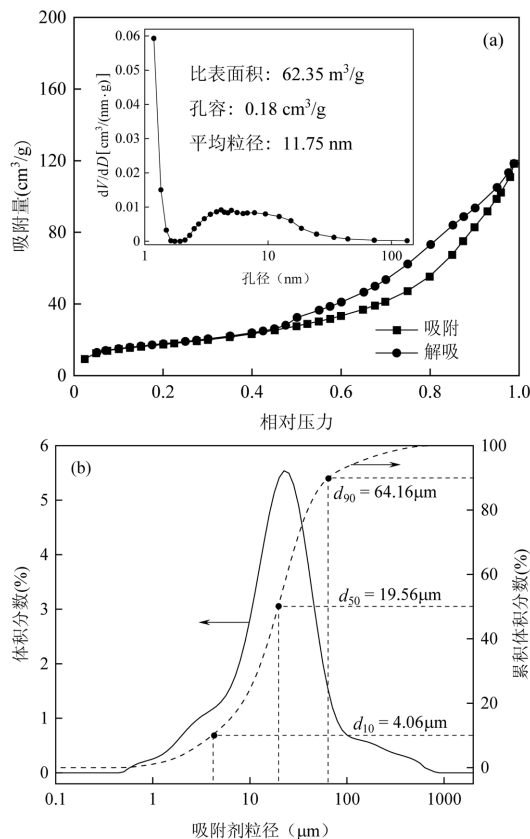 (a)
200
160
120
80
40
0
吸附量(cm³/g)
0.0
0.2
0.4
0.6
0.8
1.0
相对压力
0.06
0.05
0.04
0.03
0.02
0.01
0
dV/dD[cm³/(nm·g)]
1
10
100
孔径（nm）
比表面积：62.35 m³/g
孔容：0.18 cm³/g
平均粒径：11.75 nm
吸附
解吸
(b)
6
5
4
3
2
1
0
体积分数(%)
100
80
60
40
20
0
累积体积分数(%)
d₉₀ = 64.16μm
d₅₀ = 19.56μm
d₁₀ = 4.06μm
0.1
1
10
100
1000
吸附剂粒径（μm）